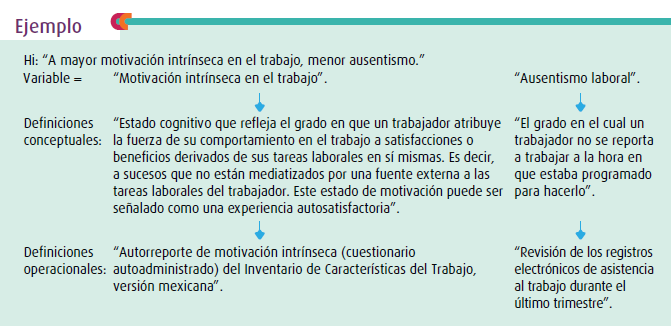 Ejemplo
Hi: “A mayor motivación intrínseca en el trabajo, menor ausentismo.”
Variable = “Motivación intrínseca en el trabajo”. “Ausentismo laboral”.
Definiciones conceptuales:
“Estado cognitivo que refleja el grado en que un trabajador atribuye
la fuerza de su comportamiento en el trabajo a satisfacciones o
beneficios derivados de sus tareas laborales en sí mismas. Es decir,
a sucesos que no están mediatizados por una fuente externa a las
tareas laborales del trabajador. Este estado de motivación puede ser
señalado como una experiencia autosatisfactoria”.
“El grado en el cual un
trabajador no se reporta
a trabajar a la hora en
que estaba programado
para hacerlo”.
Definiciones
operacionales:
“Autorreporte de motivación intrínseca (cuestionario
autoadministrado) del Inventario de Características del Trabajo,
versión mexicana”.
“Revisión de los registros
electrónicos de asistencia
al trabajo durante el
último trimestre”.